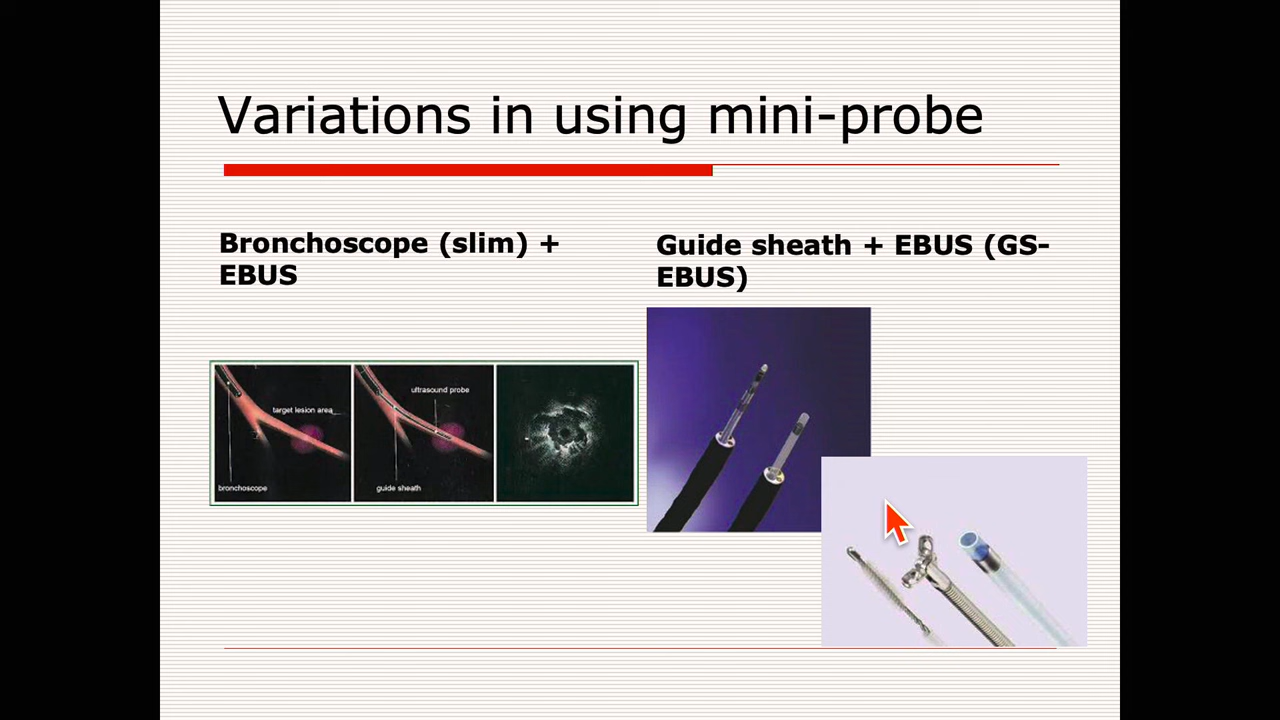 Variations in using mini-probe
Bronchoscope (slim) +
EBUS
Guide sheath + EBUS (GS-
EBUS)
target lesion area
bronchoscope
ultrasound probe
guide sheath